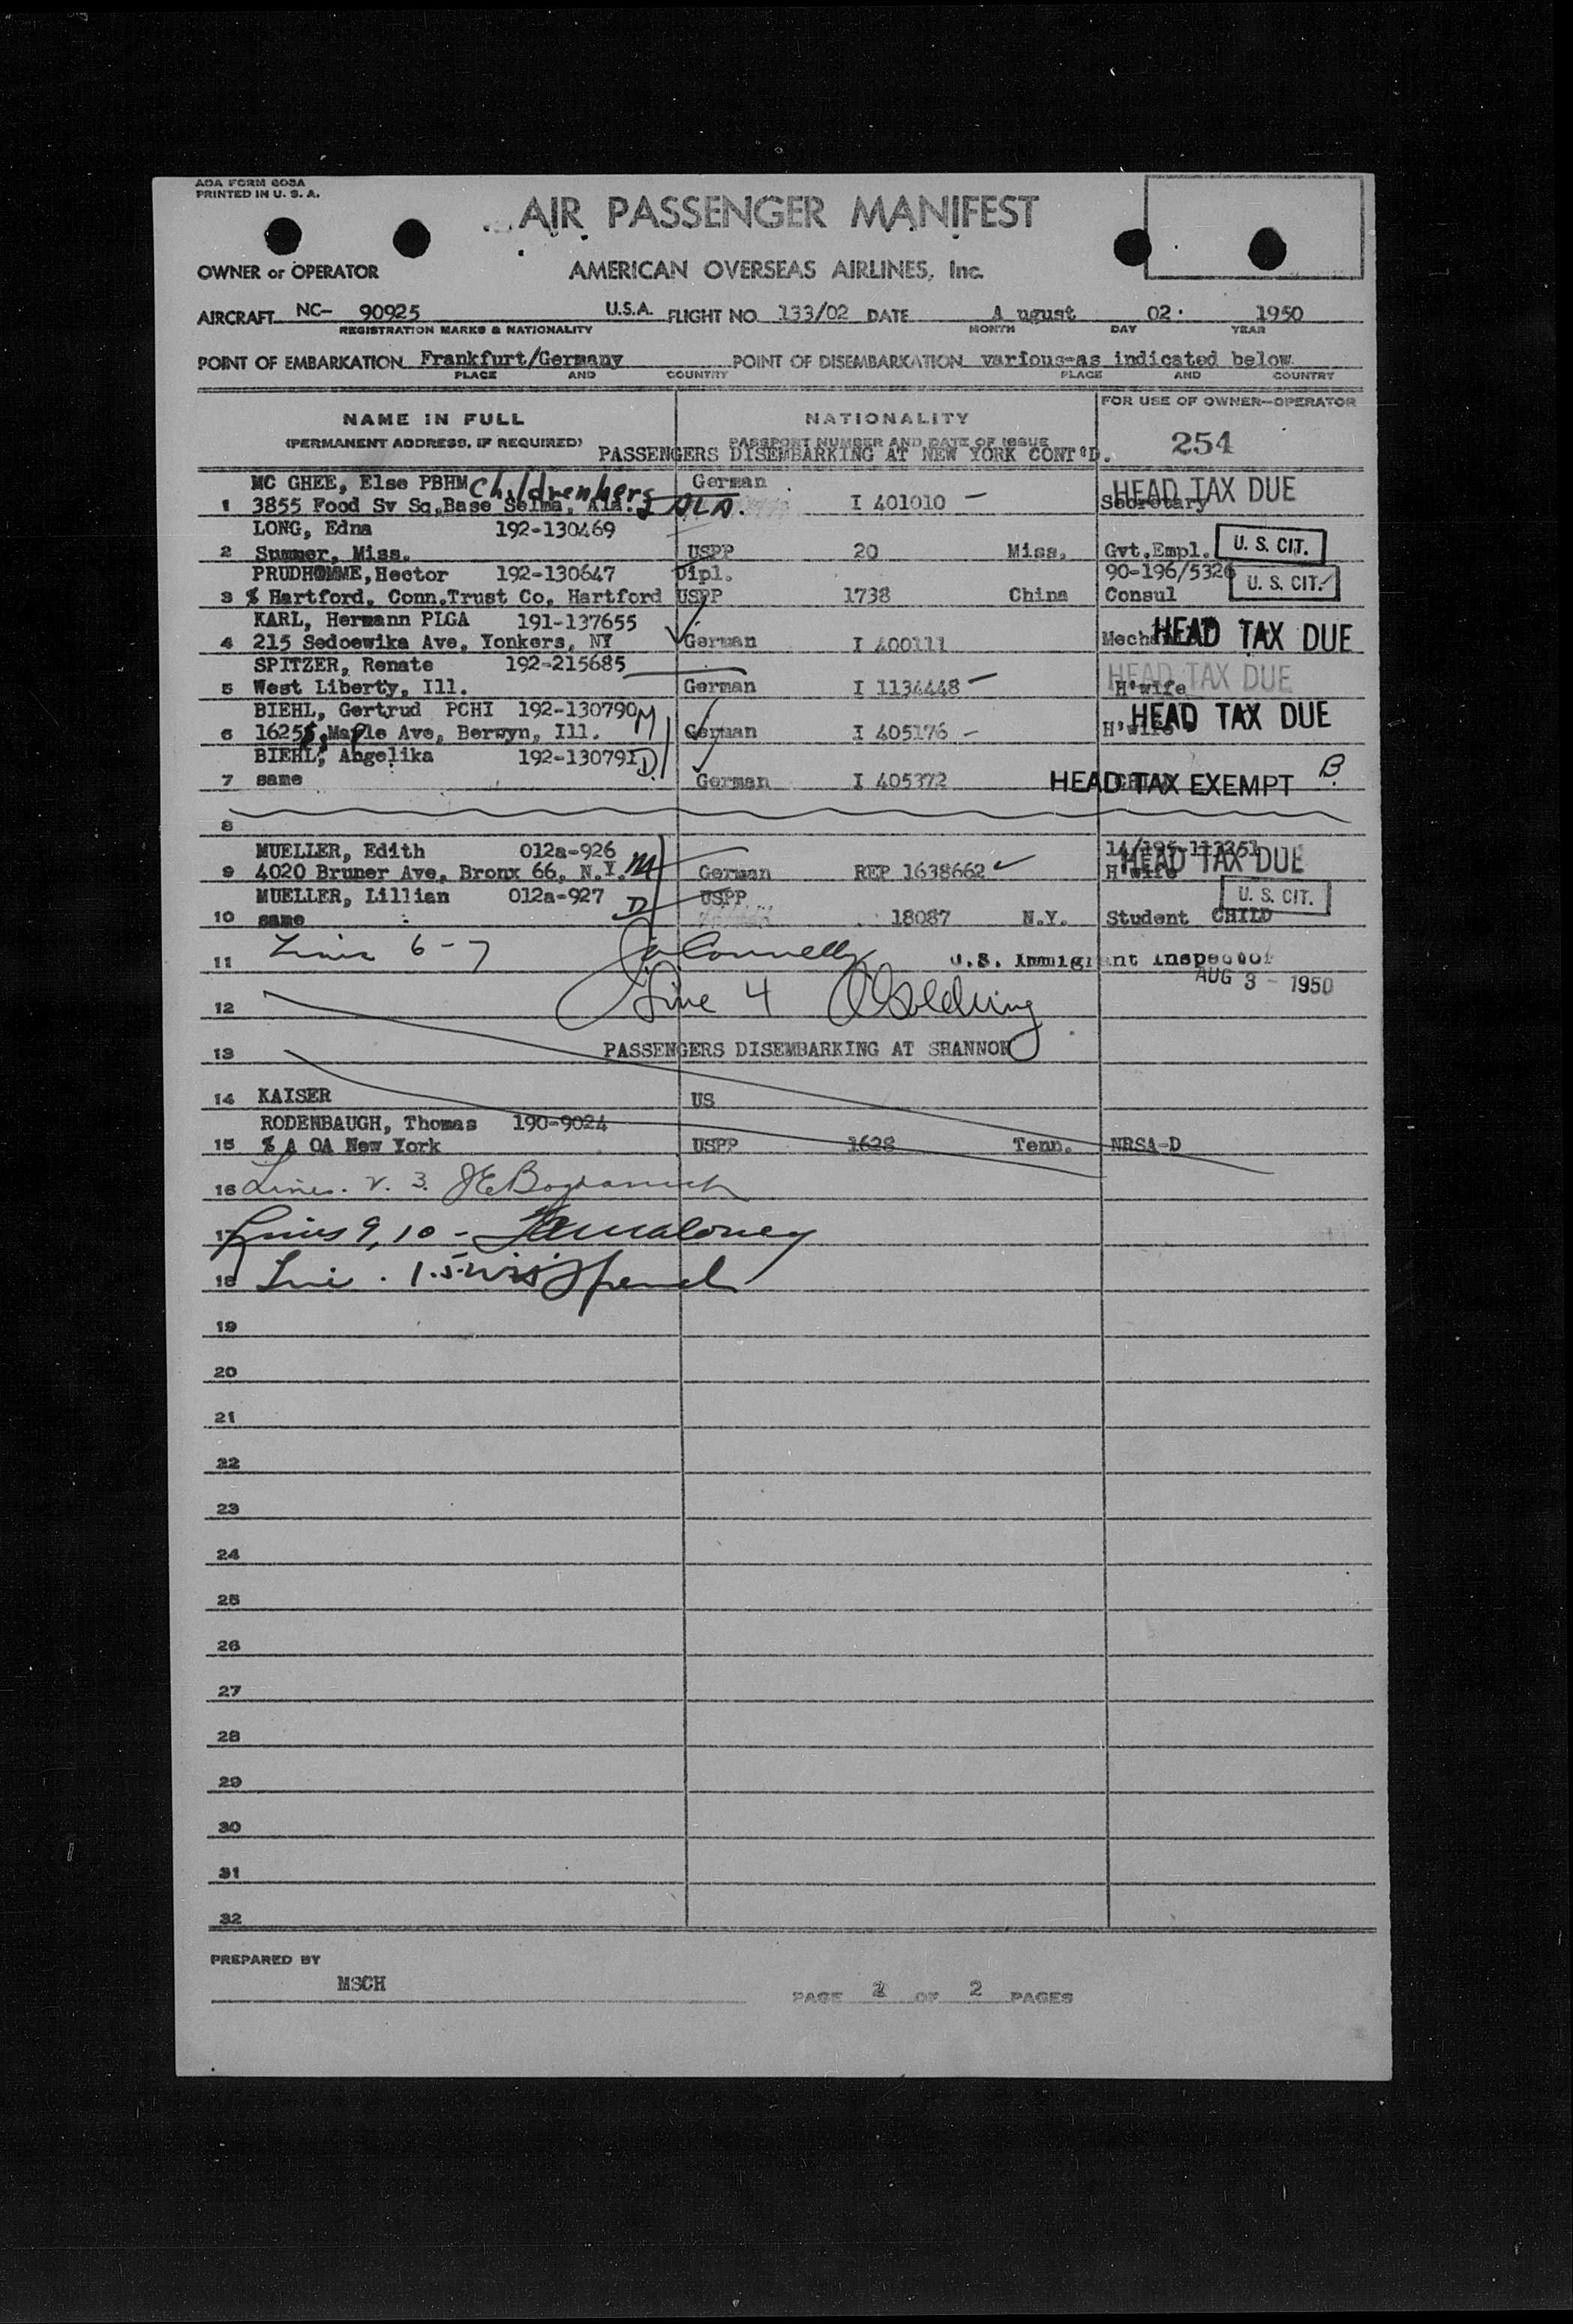 AOA FORM 603A
PRINTED IN U. S. A.
AIR PASSENGER MANIFEST
OWNER or OPERATOR AMERICAN OVERSEAS AIRLINES, Inc.
AIRCRAFT NC- 90925 U.S.A. FLIGHT NO 133/02 DATE A ugust 02. 1950
REGISTRATION MARKS & NATIONALITY MONTH DAY YEAR
POINT OF EMBARKATION Frankfurt/Germany POINT OF DISEMBARKATION various-as indicated below
PLACE AND COUNTRY PLACE AND COUNTRY
FOR USE OF OWNER-OPERATOR
NAME IN FULL NATIONALITY
(PERMANENT ADDRESS, IF REQUIRED) PASSPORT NUMBER AND DATE OF ISSUE 254
PASSENGERS DISEMBARKING AT NEW YORK CONT'D.
MC GHEE, Else PBHM German HEAD TAX DUE
1 3855 Food Sv Sq,Base Selma, Ala. ALA. I 401010 — Secretary
LONG, Edna 192-130469
2 Summer, Miss. USPP 20 Miss. Gvt.Empl. U. S. CIT.
PRUDHOMME,Hector 192-130647 Dipl. 90-196/5326
3 % Hartford, Conn.Trust Co, Hartford USPP 1738 China Consul U. S. CIT.
KARL, Hermann PLGA 191-137655
4 215 Sedoewika Ave, Yonkers, NY German I 400111 HEAD TAX DUE
SPITZER, Renate 192-215685 HEAD TAX DUE
5 West Liberty, Ill. German I 1134448 — H'wife
BIEHL, Gertrud PCHI 192-130790 M HEAD TAX DUE
6 1625 Maple Ave, Berwyn, Ill. German I 405176 — H'wife
BIEHL, Angelika 192-130791 D. B.
7 same German I 405372 HEAD TAX EXEMPT
8
MUELLER, Edith 012a-926
9 4020 Bruner Ave, Bronx 66, N.Y. M German REP 1638662 HEAD TAX DUE H'wife
MUELLER, Lillian 012a-927 D USPP U. S. CIT.
10 same 18087 N.Y. Student CHILD
11 6-7 U.S. Immigrant Inspector
AUG 3 - 1950
12 Line 4
13 PASSENGERS DISEMBARKING AT SHANNON
14 KAISER US
RODENBAUGH, Thomas 190-9024
15 % A OA New York USPP 1628 Tenn. NRSA-D
16 Lines. 2. 3.
17 Lines 9, 10 -
18
19
20
21
22
23
24
25
26
27
28
29
30
31
32
PREPARED BY
MSCH
PAGE 2 OF 2 PAGES